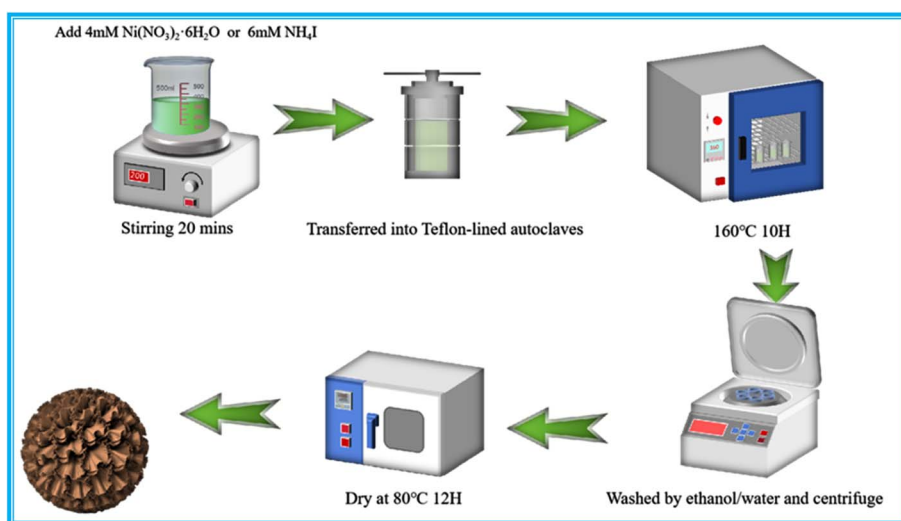 Add 4mM Ni(NO₃)₂·6H₂O or 6mM NH₄I
500ml
200
Stirring 20 mins
Transferred into Teflon-lined autoclaves
160℃ 10H
Dry at 80℃ 12H
Washed by ethanol/water and centrifuge